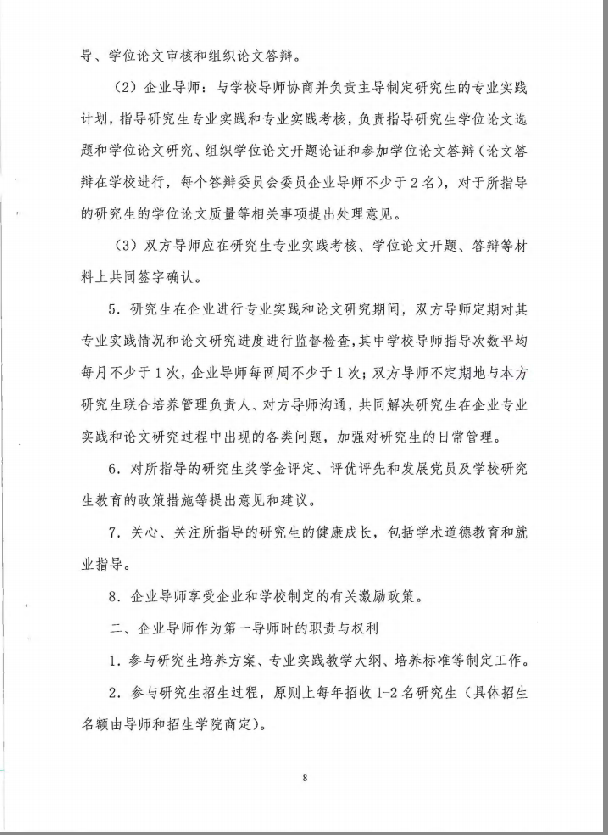 导、学位论文审核和组织论文答辩。
（2）企业导师：与学校导师协商并负责主导制定研究生的专业实践
计划，指导研究生专业实践和专业实践考核，负责指导研究生学位论文选
题和学位论文研究、组织学位论文开题论证和参加学位论文答辩（论文答
辩在学校进行，每个答辩委员会委员企业导师不少于2名），对于所指导
的研究生的学位论文质量等相关事项提出处理意见。
（3）双方导师应在研究生专业实践考核、学位论文开题、答辩等材
料上共同签字确认。
5．研究生在企业进行专业实践和论文研究期间，双方导师定期对其
专业实践情况和论文研究进度进行监督检查,其中学校导师指导次数平均
每月不少于1次，企业导师每两周不少于1次；双方导师不定期地与本方
研究生联合培养管理负责人、对方导师沟通，共同解决研究生在企业专业
实践和论文研究过程中出现的各类问题，加强对研究生的日常管理。
6．对所指导的研究生奖学金评定、评优评先和发展党员及学校研究
生教育的政策措施等提出意见和建议。
7．关心、关注所指导的研究生的健康成长，包括学术道德教育和就
业指导。
8．企业导师享受企业和学校制定的有关激励政策。
二、企业导师作为第一导师时的职责与权利
1．参与研究生培养方案、专业实践教学大纲、培养标准等制定工作。
2．参与研究生招生过程，原则上每年招收1-2名研究生（具体招生
名额由导师和招生学院商定）。
8